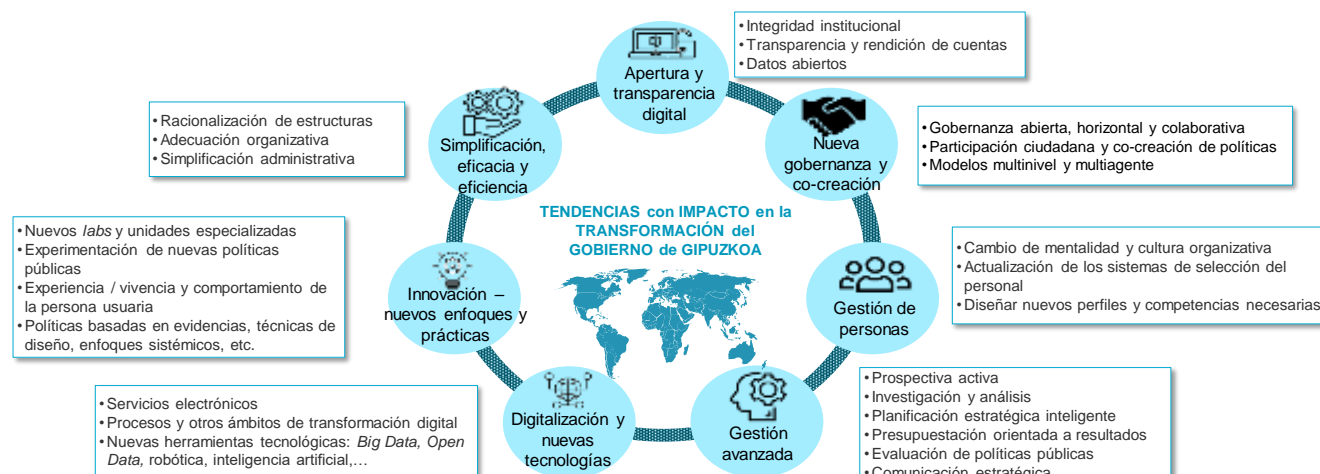 • Integridad institucional
• Transparencia y rendición de cuentas
• Datos abiertos
Apertura y
transparencia
digital
• Racionalización de estructuras
• Adecuación organizativa
• Simplificación administrativa
Simplificación,
eficacia y
eficiencia
Nueva
gobernanza y
co-creación
• Gobernanza abierta, horizontal y colaborativa
• Participación ciudadana y co-creación de políticas
• Modelos multinivel y multiagente
TENDENCIAS con IMPACTO en la
TRANSFORMACIÓN del
GOBIERNO de GIPUZKOA
• Nuevos labs y unidades especializadas
• Experimentación de nuevas políticas
públicas
• Experiencia / vivencia y comportamiento de
la persona usuaria
• Políticas basadas en evidencias, técnicas de
diseño, enfoques sistémicos, etc.
Innovación –
nuevos enfoques y
prácticas
Gestión de
personas
• Cambio de mentalidad y cultura organizativa
• Actualización de los sistemas de selección del
personal
• Diseñar nuevos perfiles y competencias necesarias
• Servicios electrónicos
• Procesos y otros ámbitos de transformación digital
• Nuevas herramientas tecnológicas: Big Data, Open
Data, robótica, inteligencia artificial,…
Digitalización y
nuevas
tecnologías
Gestión
avanzada
• Prospectiva activa
• Investigación y análisis
• Planificación estratégica inteligente
• Presupuestación orientada a resultados
• Evaluación de políticas públicas
• Comunicación estratégica